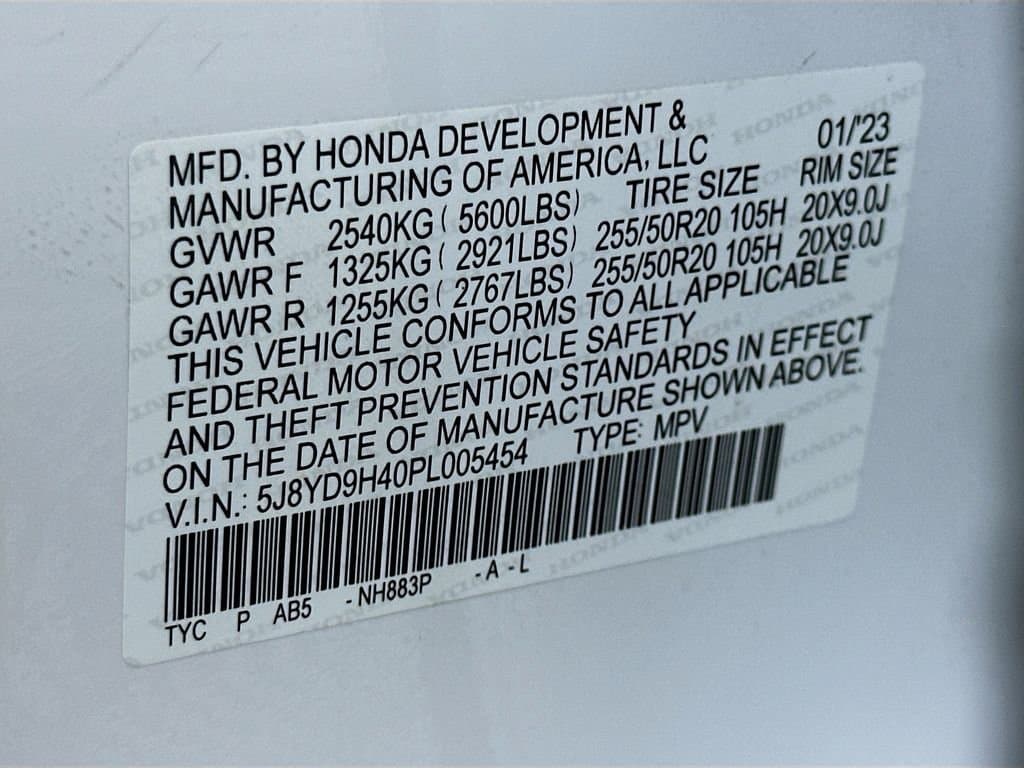 MFD. BY HONDA DEVELOPMENT &
MANUFACTURING OF AMERICA, LLC 01/'23
GVWR 2540KG ( 5600LBS) TIRE SIZE RIM SIZE
GAWR F 1325KG ( 2921LBS) 255/50R20 105H 20X9.0J
GAWR R 1255KG ( 2767LBS) 255/50R20 105H 20X9.0J
THIS VEHICLE CONFORMS TO ALL APPLICABLE
FEDERAL MOTOR VEHICLE SAFETY
AND THEFT PREVENTION STANDARDS IN EFFECT
ON THE DATE OF MANUFACTURE SHOWN ABOVE.
V.I.N.: 5J8YD9H40PL005454 TYPE: MPV
TYC P AB5 - NH883P - A - L